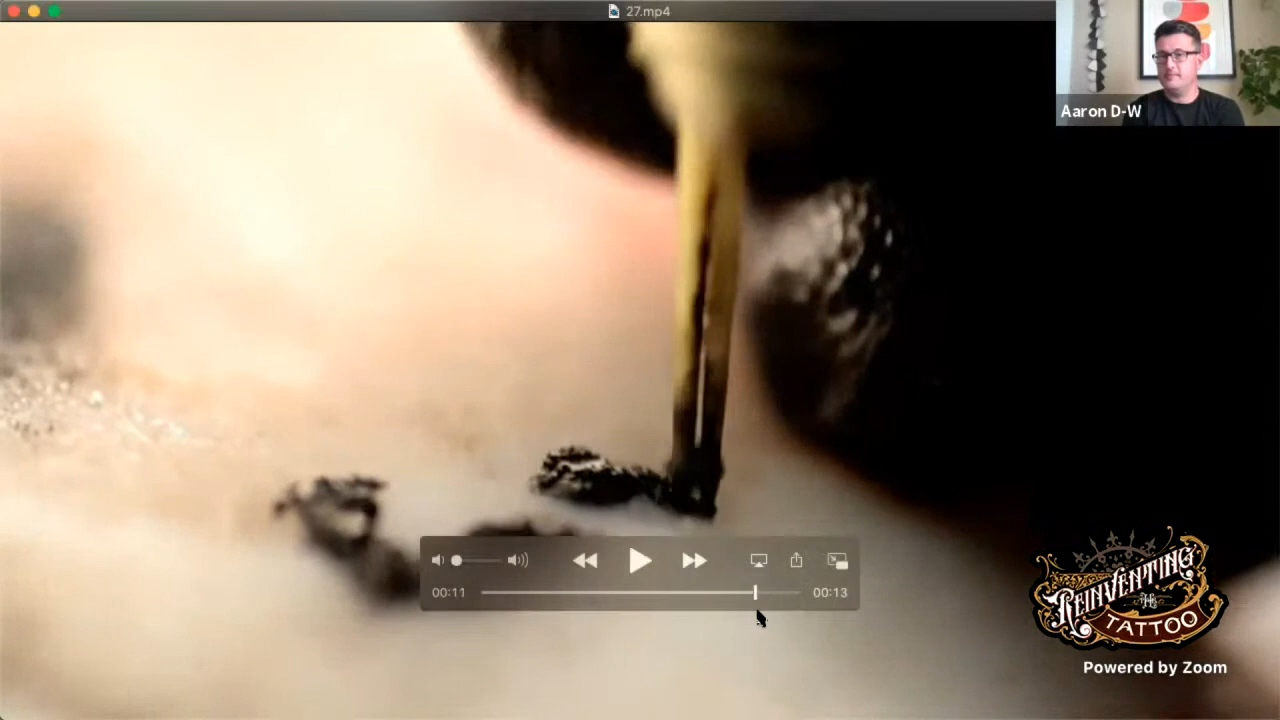 27.mp4
Aaron D-W
00:11
00:13
REINVENTING
THE
TATTOO
Powered by Zoom